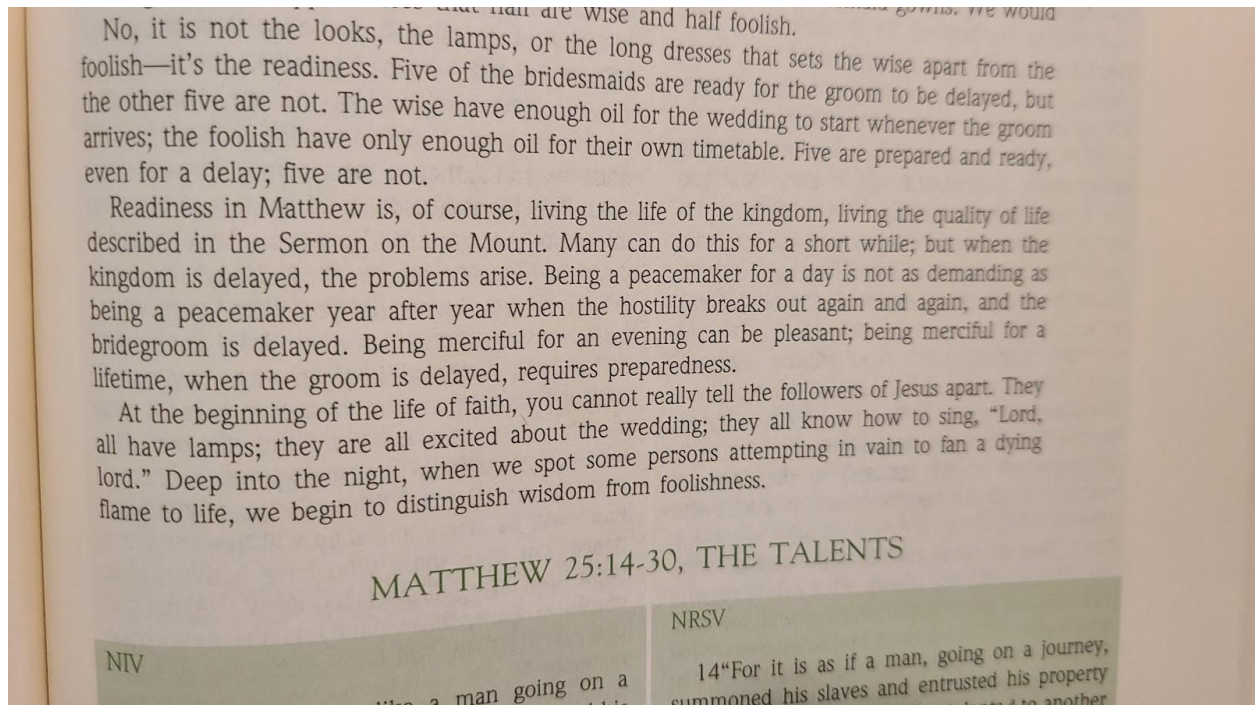 that half are wise and half foolish. gowns. We would
No, it is not the looks, the lamps, or the long dresses that sets the wise apart from the
foolish—it's the readiness. Five of the bridesmaids are ready for the groom to be delayed, but
the other five are not. The wise have enough oil for the wedding to start whenever the groom
arrives; the foolish have only enough oil for their own timetable. Five are prepared and ready,
even for a delay; five are not.
Readiness in Matthew is, of course, living the life of the kingdom, living the quality of life
described in the Sermon on the Mount. Many can do this for a short while; but when the
kingdom is delayed, the problems arise. Being a peacemaker for a day is not as demanding as
being a peacemaker year after year when the hostility breaks out again and again, and the
bridegroom is delayed. Being merciful for an evening can be pleasant; being merciful for a
lifetime, when the groom is delayed, requires preparedness.
At the beginning of the life of faith, you cannot really tell the followers of Jesus apart. They
all have lamps; they are all excited about the wedding; they all know how to sing, “Lord,
lord.” Deep into the night, when we spot some persons attempting in vain to fan a dying
flame to life, we begin to distinguish wisdom from foolishness.
MATTHEW 25:14-30, THE TALENTS
NIV
a man going on a
NRSV
14“For it is as if a man, going on a journey,
summoned his slaves and entrusted his property
to another